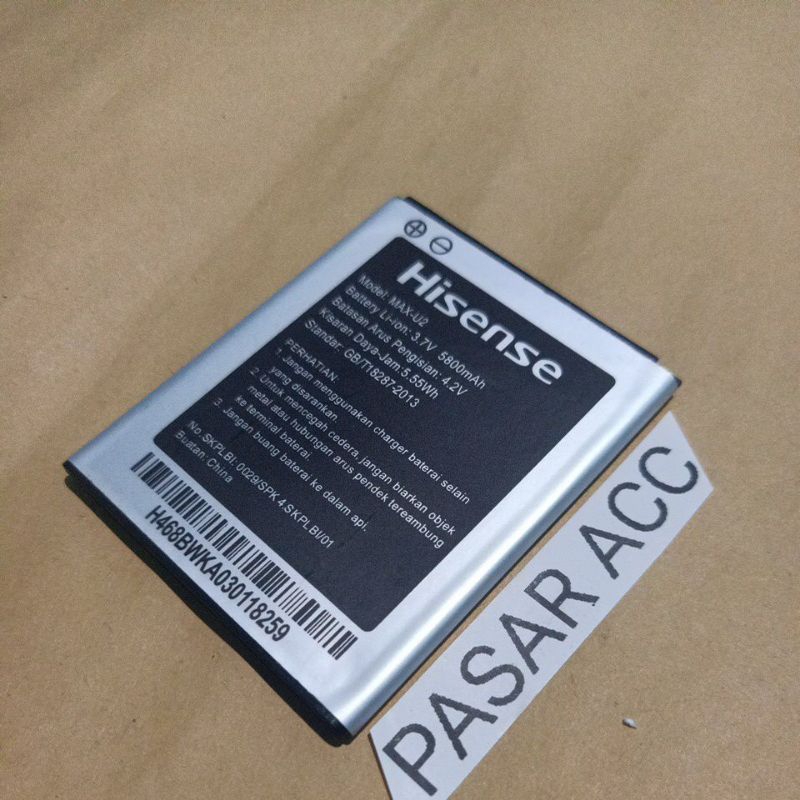 Hisense
Model: MAX-U2
Battery Li-ion: 3.7V 5800mAh
Batasan Arus Pengisian: 4.2V
Kisaran Daya-Jam:5.55Wh
Standar: GB/T18287-2013
PERHATIAN:
1. Jangan menggunakan charger baterai selain
yang disarankan
2. Untuk mencegah cedera, jangan biarkan objek
metal atau hubungan arus pendek tereambung
ke terminal baterai.
3. Jangan buang baterai ke dalam api.
No.SKPLBI: 0029/SPK 4 SKPLBI/01
Buatan: China
H468BWKA030118259
PASAR ACC